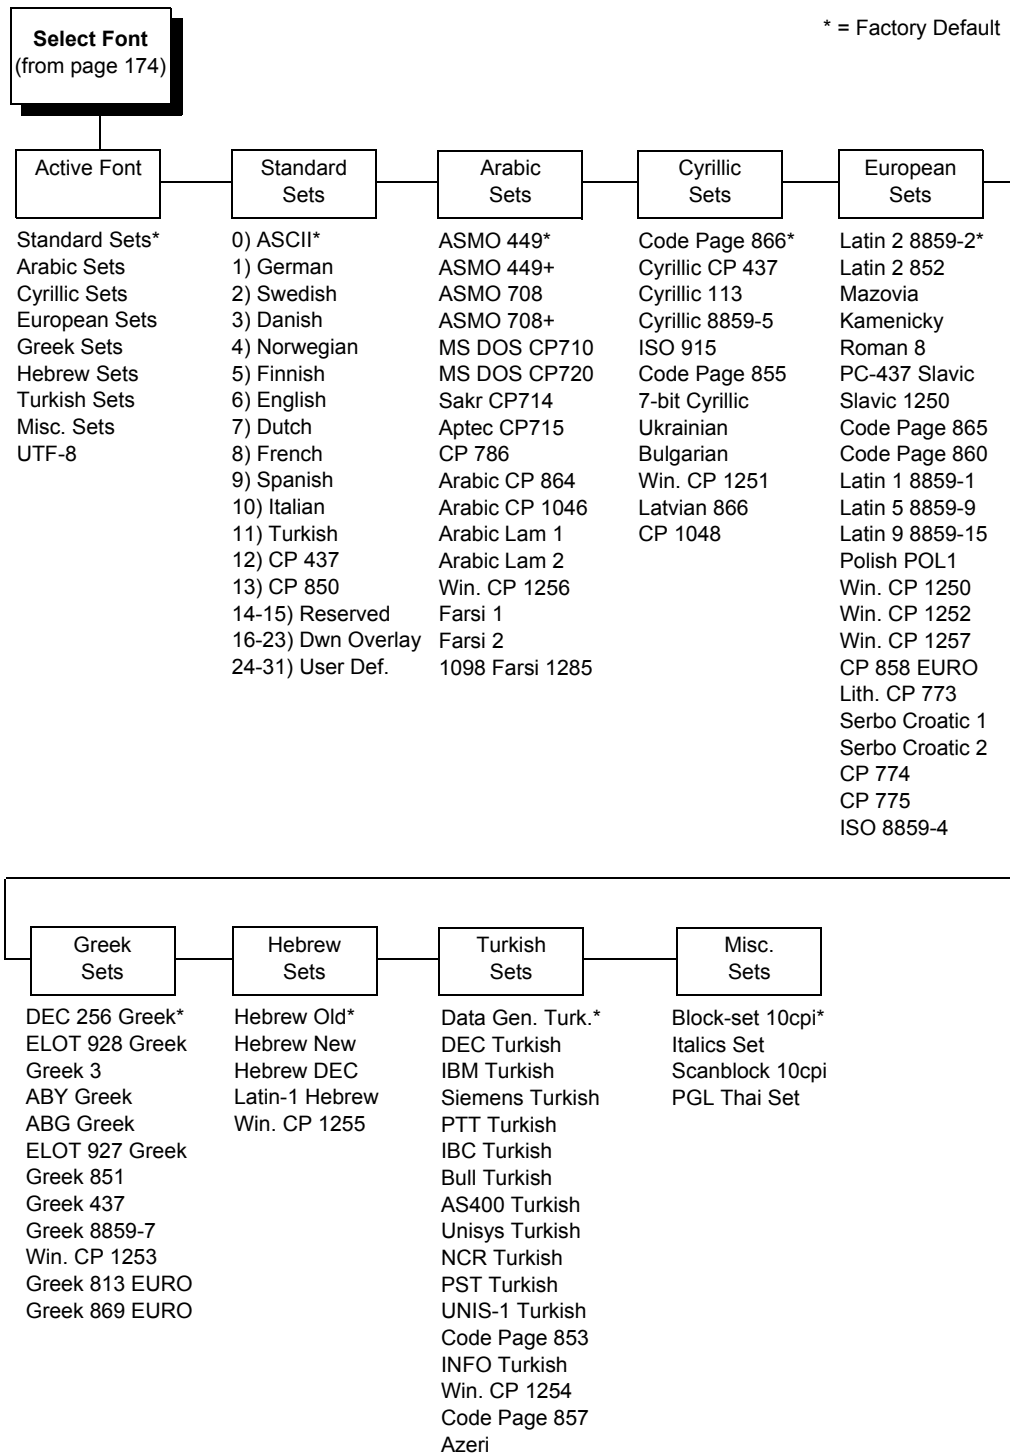 Select Font
(from page 174)
* = Factory Default
Active Font
Standard Sets*
Arabic Sets
Cyrillic Sets
European Sets
Greek Sets
Hebrew Sets
Turkish Sets
Misc. Sets
UTF-8
Standard
Sets
0) ASCII*
1) German
2) Swedish
3) Danish
4) Norwegian
5) Finnish
6) English
7) Dutch
8) French
9) Spanish
10) Italian
11) Turkish
12) CP 437
13) CP 850
14-15) Reserved
16-23) Dwn Overlay
24-31) User Def.
Arabic
Sets
ASMO 449*
ASMO 449+
ASMO 708
ASMO 708+
MS DOS CP710
MS DOS CP720
Sakr CP714
Aptec CP715
CP 786
Arabic CP 864
Arabic CP 1046
Arabic Lam 1
Arabic Lam 2
Win. CP 1256
Farsi 1
Farsi 2
1098 Farsi 1285
Cyrillic
Sets
Code Page 866*
Cyrillic CP 437
Cyrillic 113
Cyrillic 8859-5
ISO 915
Code Page 855
7-bit Cyrillic
Ukrainian
Bulgarian
Win. CP 1251
Latvian 866
CP 1048
European
Sets
Latin 2 8859-2*
Latin 2 852
Mazovia
Kamenicky
Roman 8
PC-437 Slavic
Slavic 1250
Code Page 865
Code Page 860
Latin 1 8859-1
Latin 5 8859-9
Latin 9 8859-15
Polish POL1
Win. CP 1250
Win. CP 1252
Win. CP 1257
CP 858 EURO
Lith. CP 773
Serbo Croatic 1
Serbo Croatic 2
CP 774
CP 775
ISO 8859-4
Greek
Sets
DEC 256 Greek*
ELOT 928 Greek
Greek 3
ABY Greek
ABG Greek
ELOT 927 Greek
Greek 851
Greek 437
Greek 8859-7
Win. CP 1253
Greek 813 EURO
Greek 869 EURO
Hebrew
Sets
Hebrew Old*
Hebrew New
Hebrew DEC
Latin-1 Hebrew
Win. CP 1255
Turkish
Sets
Data Gen. Turk.*
DEC Turkish
IBM Turkish
Siemens Turkish
PTT Turkish
IBC Turkish
Bull Turkish
AS400 Turkish
Unisys Turkish
NCR Turkish
PST Turkish
UNIS-1 Turkish
Code Page 853
INFO Turkish
Win. CP 1254
Code Page 857
Azeri
Misc.
Sets
Block-set 10cpi*
Italics Set
Scanblock 10cpi
PGL Thai Set